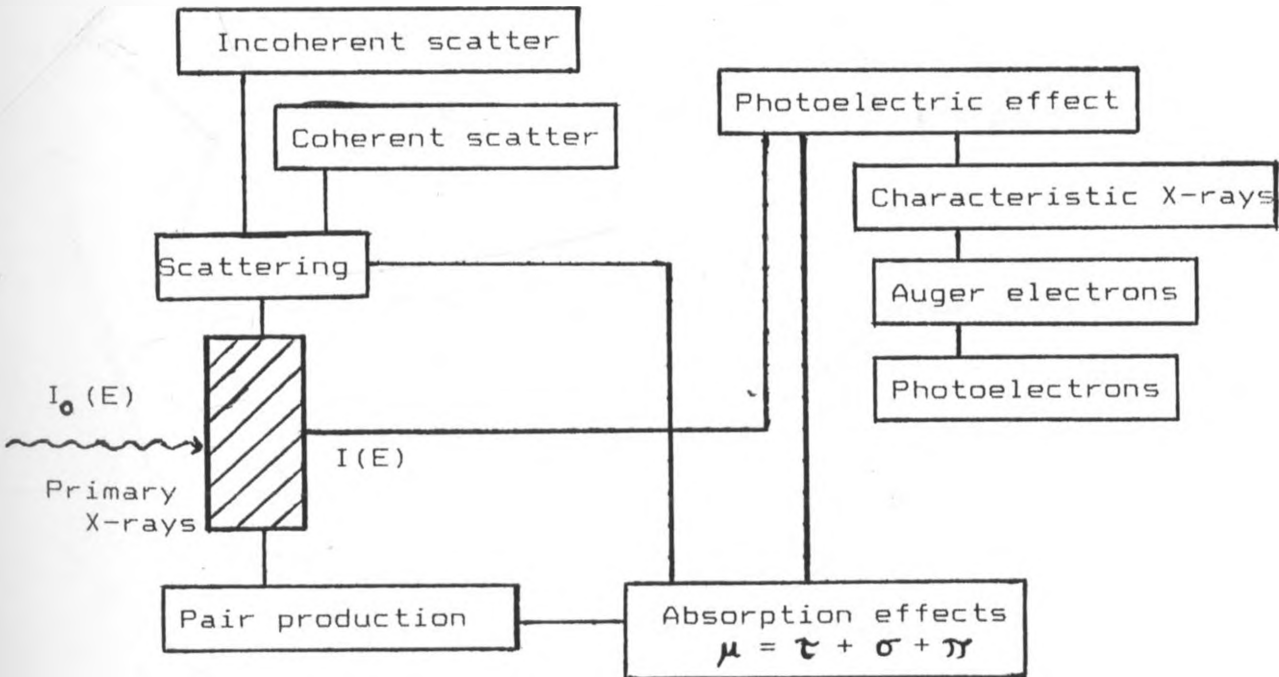 Incoherent scatter
Coherent scatter
Scattering
Photoelectric effect
Characteristic X-rays
Auger electrons
Photoelectrons
I₀(E)
Primary
X-rays
I(E)
Pair production
Absorption effects
μ = τ + σ + π